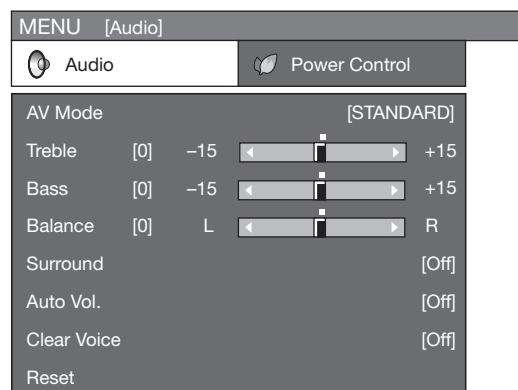 MENU [Audio]
Audio Power Control
AV Mode [STANDARD]
Treble [0] –15 +15
Bass [0] –15 +15
Balance [0] L R
Surround [Off]
Auto Vol. [Off]
Clear Voice [Off]
Reset